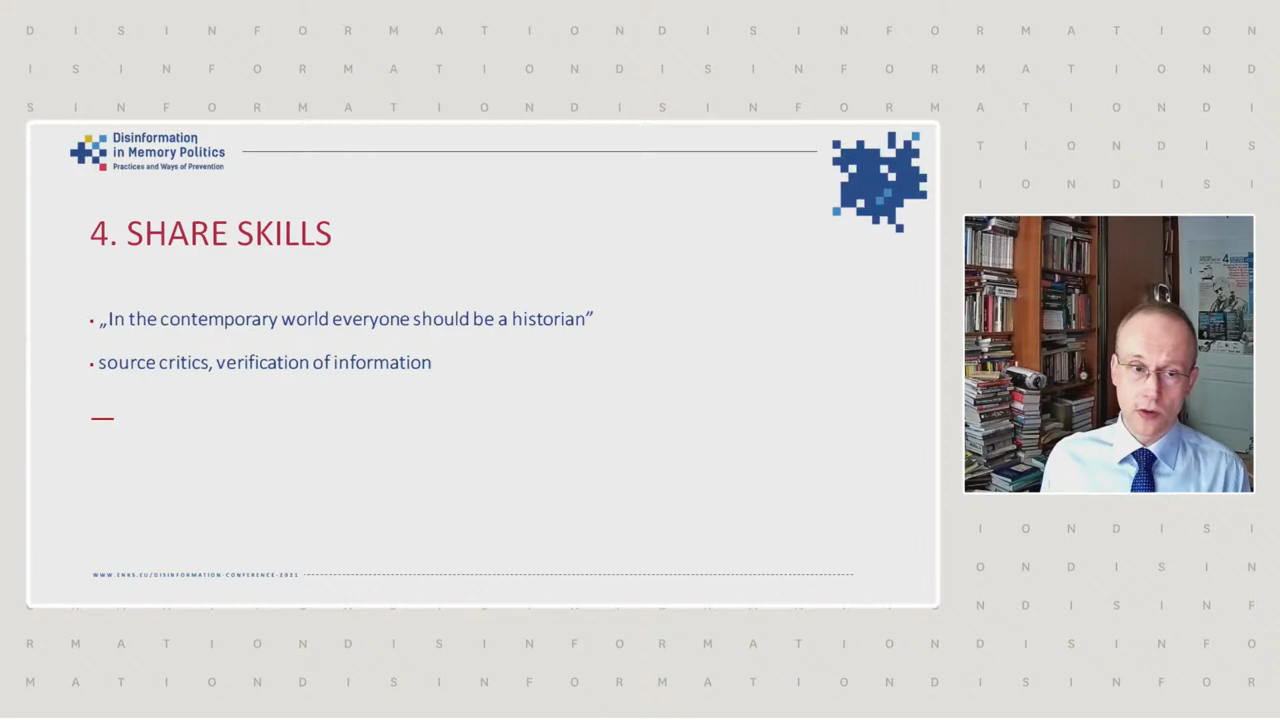 D I S I N F O R M A T I O N D I S I N F O R M A T I O N
I S I N F O R M A T I O N D I S I N F O R M A T I O N D
S I N F O R M A T I O N D I S I N F O R M A T I O N D I
T I O N D I S
I O N D I S I
Disinformation
in Memory Politics
Practices and Ways of Prevention
4. SHARE SKILLS
▪ „In the contemporary world everyone should be a historian”
▪ source critics, verification of information
—
WWW.ENRS.EU/DISINFORMATION-CONFERENCE-2021
I O N D I S I
O N D I S I N
N D I S I N F
R M A T I O N D I S I N F O R M A T I O N D I S I N F O
M A T I O N D I S I N F O R M A T I O N D I S I N F O R